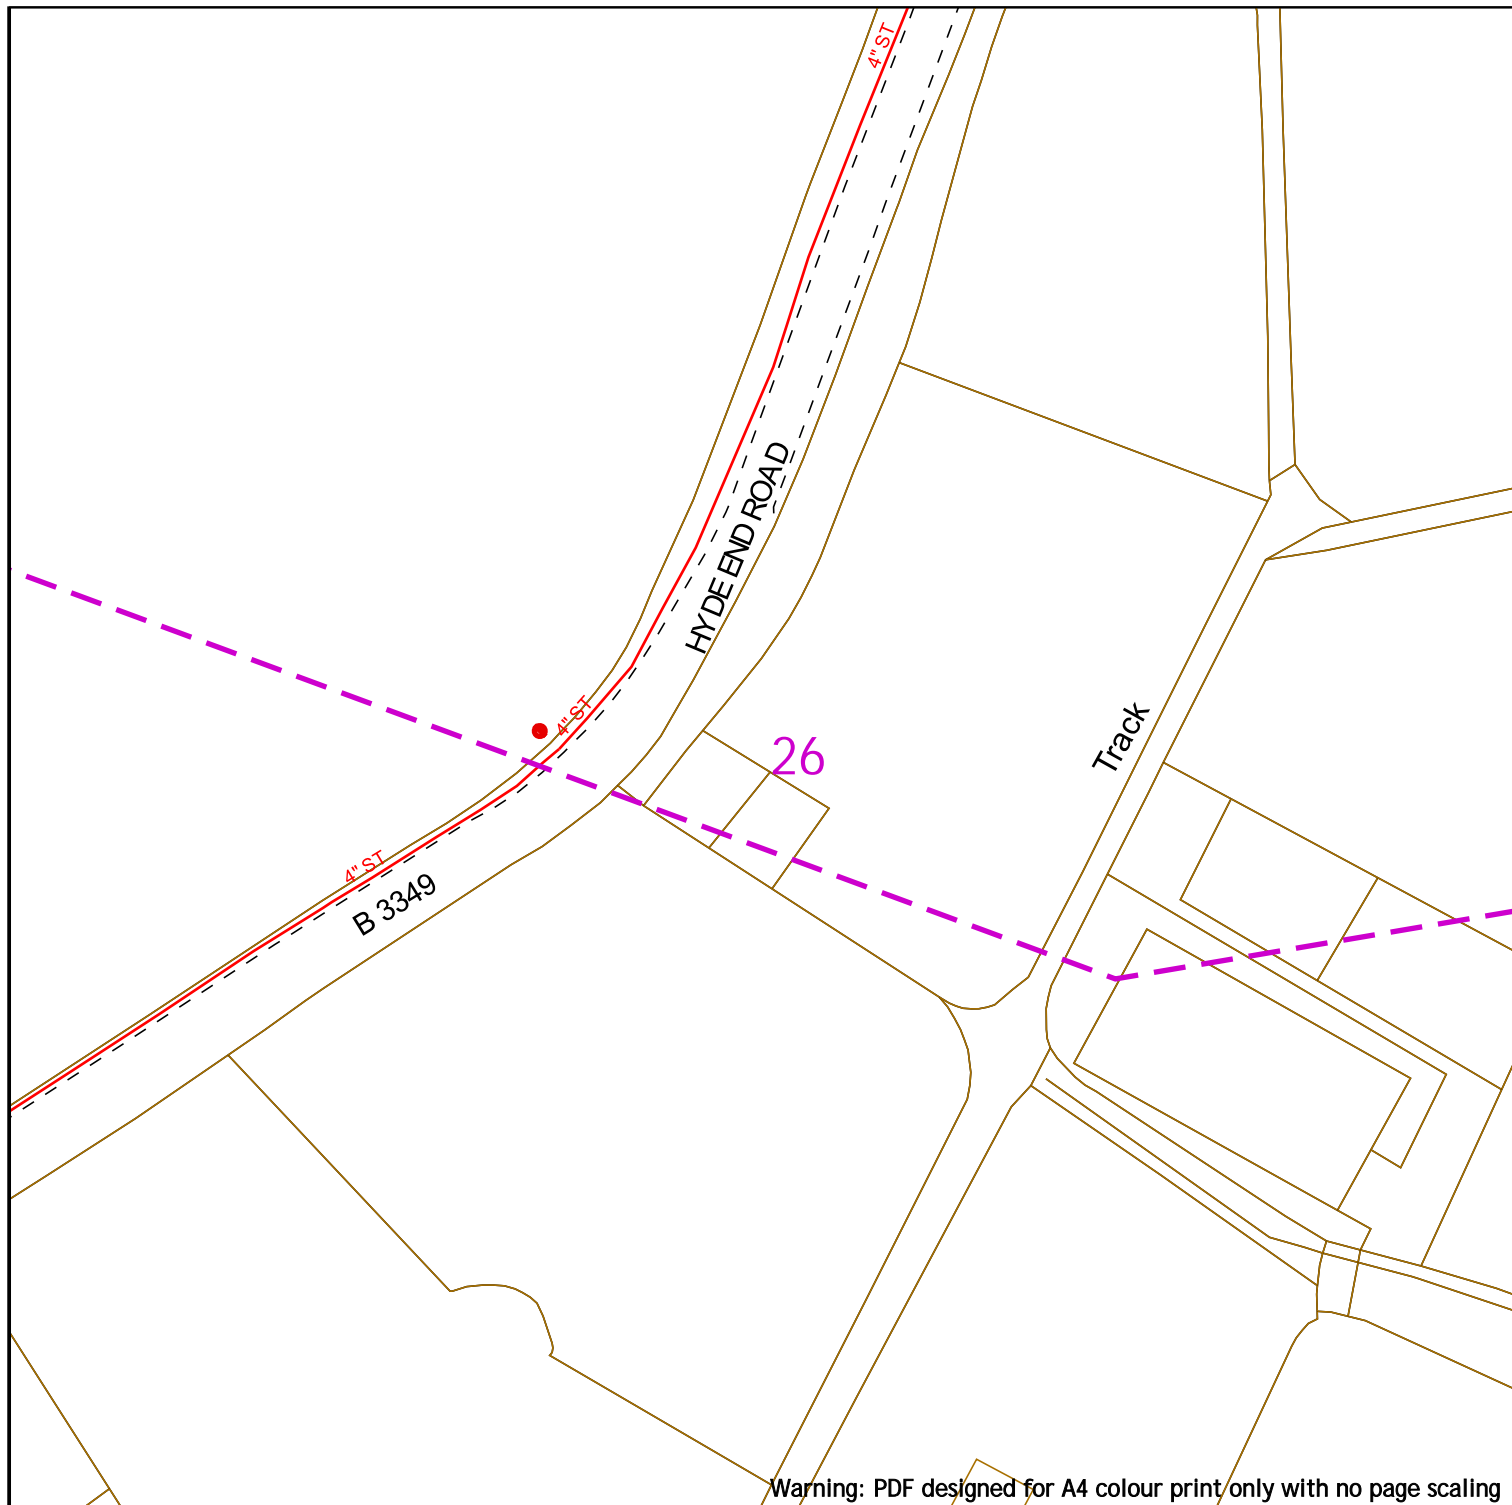 4" ST
HYDE END ROAD
4" ST
26
Track
4" ST
B 3349
Warning: PDF designed for A4 colour print only with no page scaling